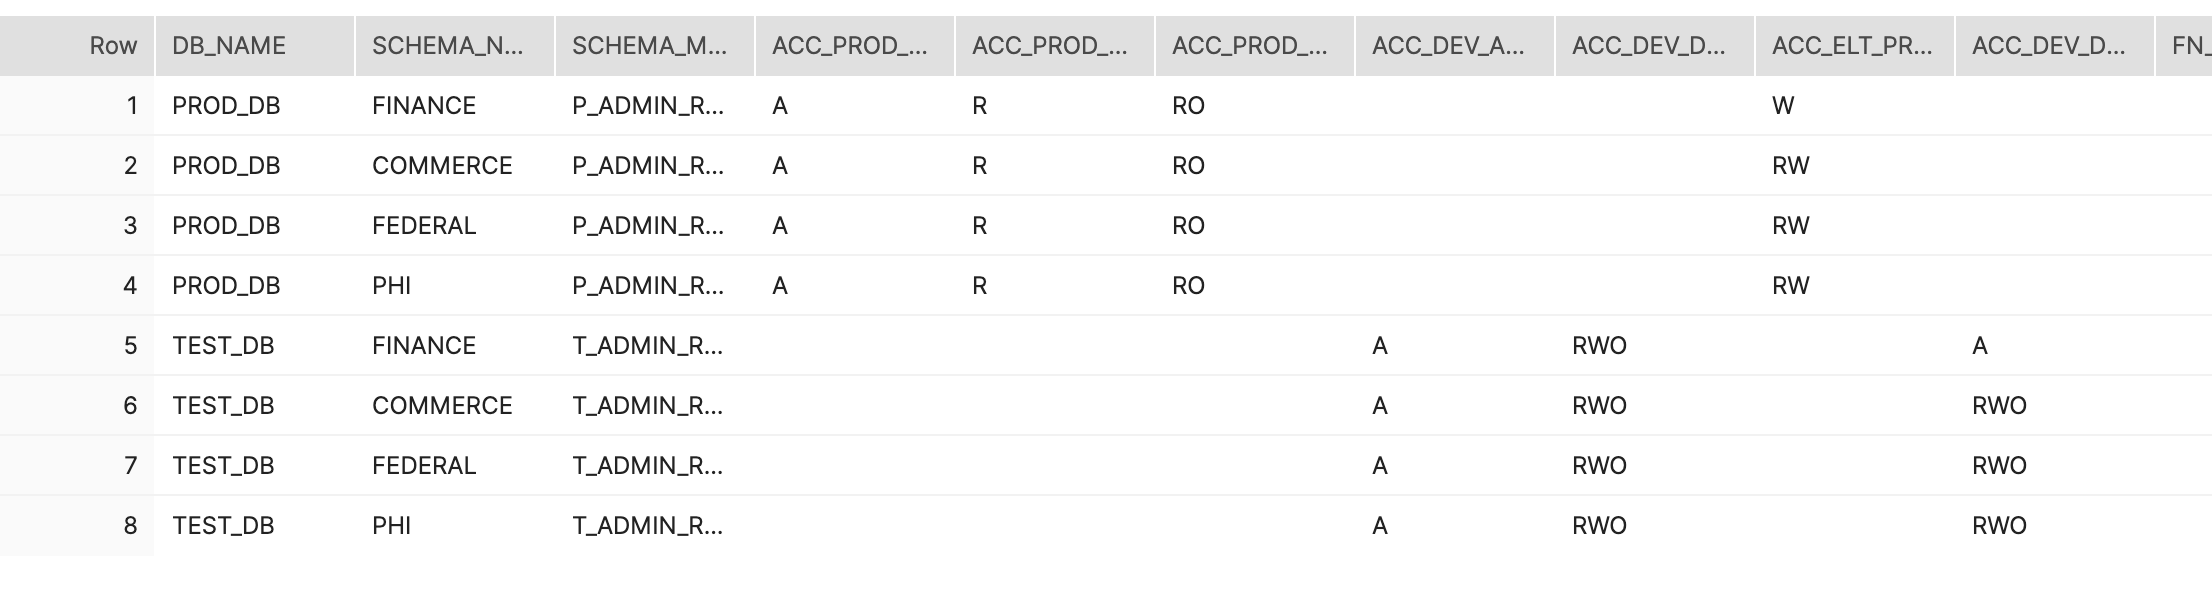 Row DB_NAME SCHEMA_N... SCHEMA_M... ACC_PROD_... ACC_PROD_... ACC_PROD_... ACC_DEV_A... ACC_DEV_D... ACC_ELT_PR... ACC_DEV_D... FN_
1 PROD_DB FINANCE P_ADMIN_R... A R RO W
2 PROD_DB COMMERCE P_ADMIN_R... A R RO RW
3 PROD_DB FEDERAL P_ADMIN_R... A R RO RW
4 PROD_DB PHI P_ADMIN_R... A R RO RW
5 TEST_DB FINANCE T_ADMIN_R... A RWO A
6 TEST_DB COMMERCE T_ADMIN_R... A RWO RWO
7 TEST_DB FEDERAL T_ADMIN_R... A RWO RWO
8 TEST_DB PHI T_ADMIN_R... A RWO RWO